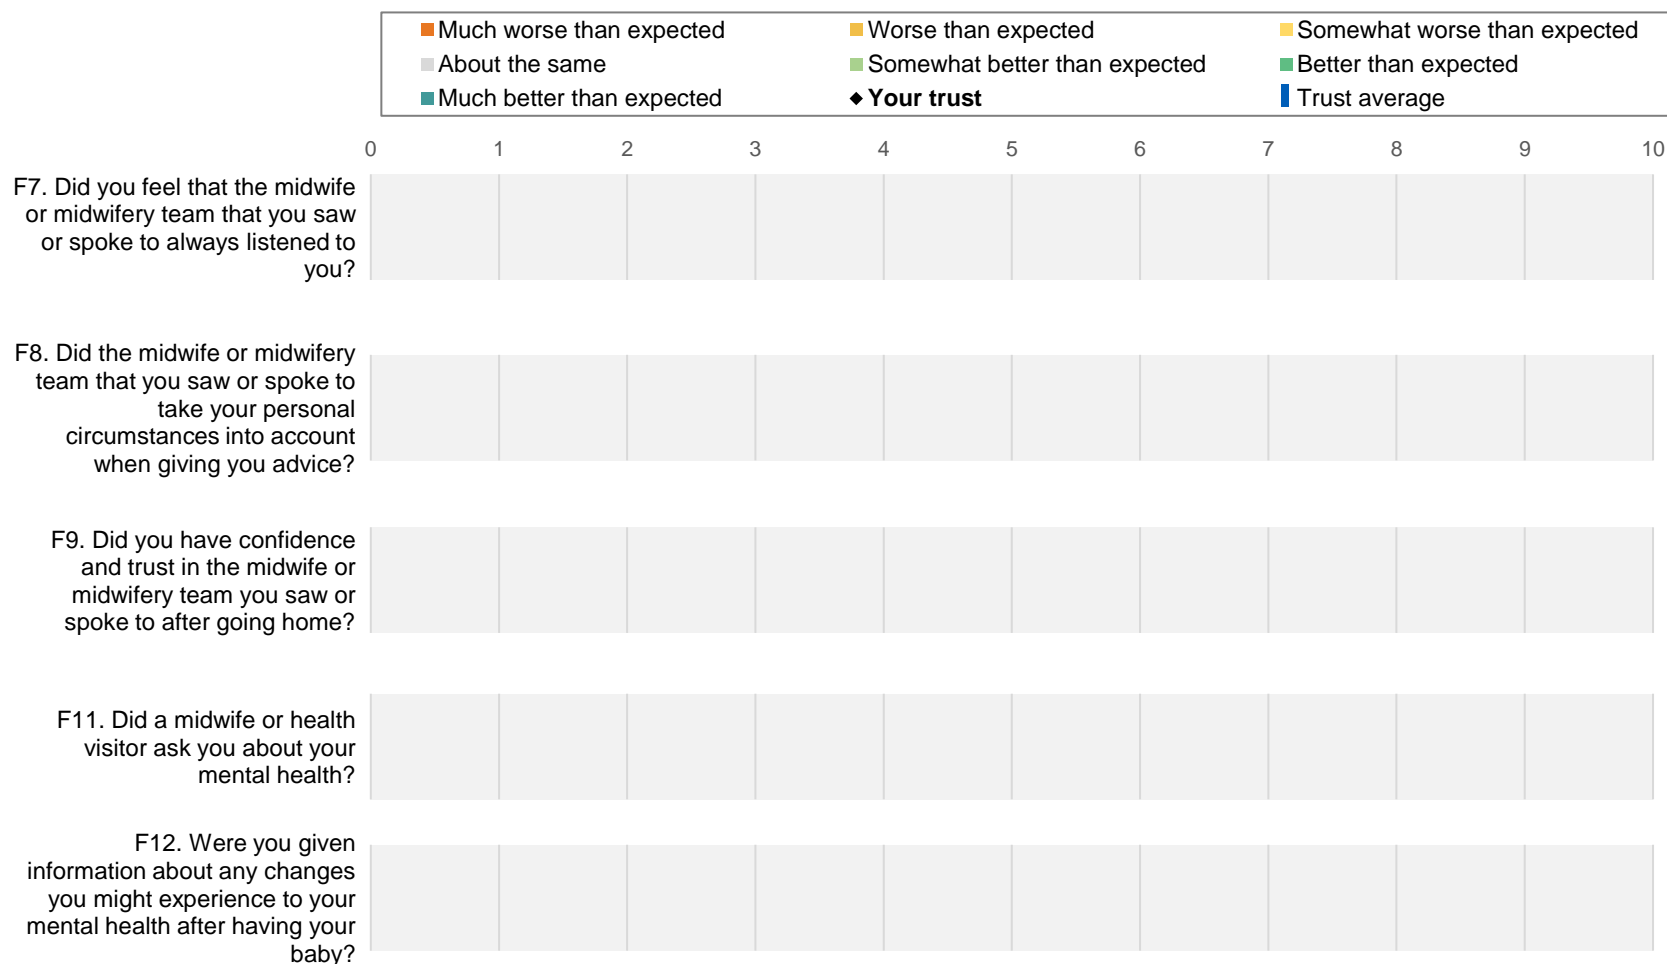 Much worse than expected
Worse than expected
Somewhat worse than expected
About the same
Somewhat better than expected
Better than expected
Much better than expected
Your trust
Trust average
0 1 2 3 4 5 6 7 8 9 10
F7. Did you feel that the midwife
or midwifery team that you saw
or spoke to always listened to
you?
F8. Did the midwife or midwifery
team that you saw or spoke to
take your personal
circumstances into account
when giving you advice?
F9. Did you have confidence
and trust in the midwife or
midwifery team you saw or
spoke to after going home?
F11. Did a midwife or health
visitor ask you about your
mental health?
F12. Were you given
information about any changes
you might experience to your
mental health after having your
baby?